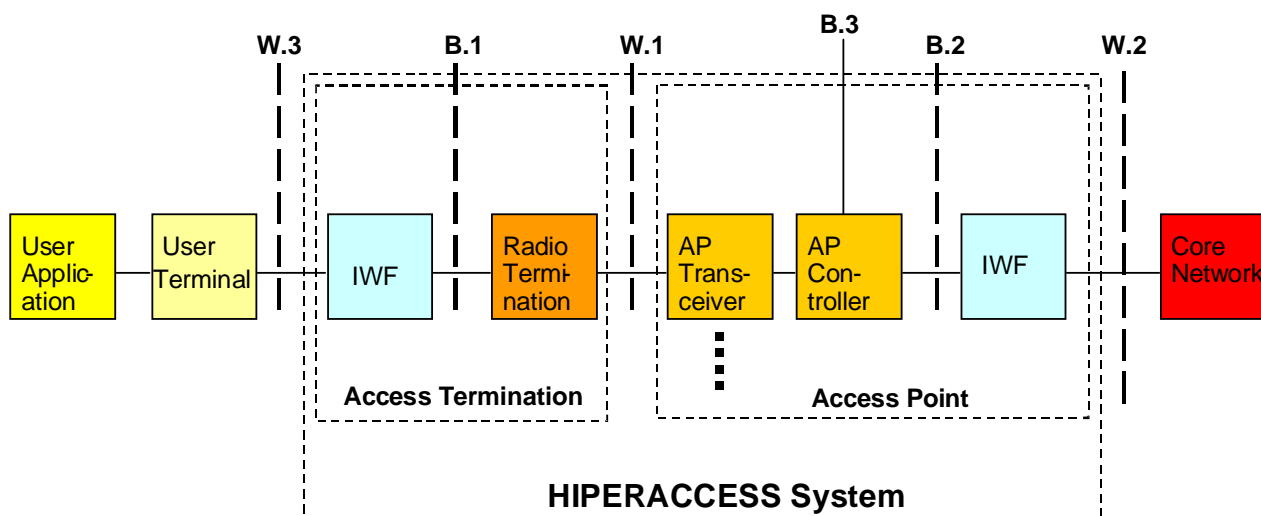 B.3
W.3
B.1
W.1
B.2
W.2
User
Applic-
ation
User
Terminal
IWF
Radio
Termi-
nation
AP
Trans-
ceiver
AP
Con-
troller
IWF
Core
Network
Access Termination
Access Point
HIPERACCESS System